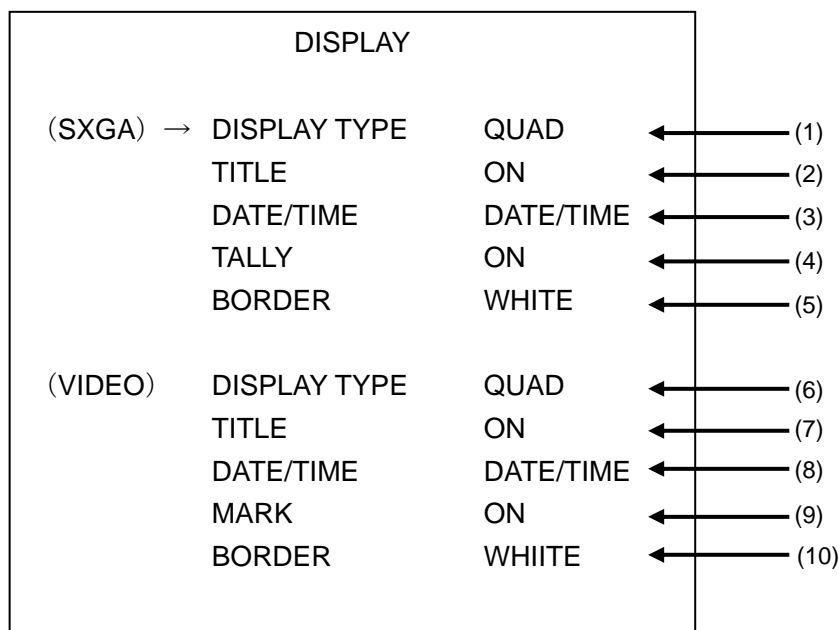 DISPLAY
（SXGA） → DISPLAY TYPE QUAD (1)
TITLE ON (2)
DATE/TIME DATE/TIME (3)
TALLY ON (4)
BORDER WHITE (5)
（VIDEO） DISPLAY TYPE QUAD (6)
TITLE ON (7)
DATE/TIME DATE/TIME (8)
MARK ON (9)
BORDER WHIITE (10)